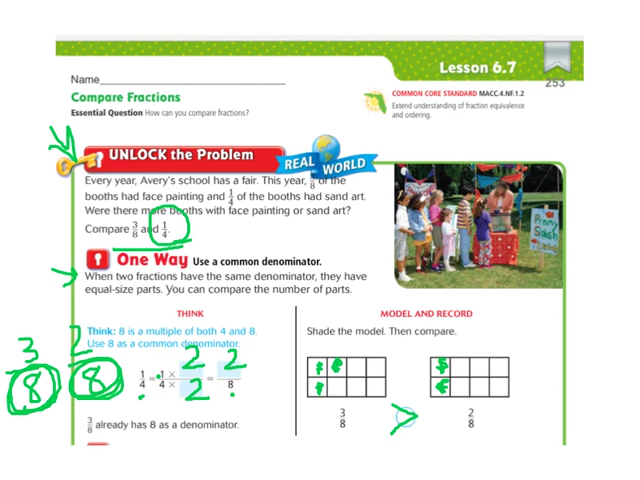 Lesson 6.7
253
Name
Compare Fractions
COMMON CORE STANDARD MACC.4.NF.1.2
Essential Question How can you compare fractions?
Extend understanding of fraction equivalence
and ordering.
UNLOCK the Problem
REAL WORLD
Every year, Avery's school has a fair. This year, 3/8 of the
booths had face painting and 1/4 of the booths had sand art.
Were there more booths with face painting or sand art?
Compare 3/8 and 1/4.
One Way Use a common denominator.
When two fractions have the same denominator, they have
equal-size parts. You can compare the number of parts.
THINK
Think: 8 is a multiple of both 4 and 8.
Use 8 as a common denominator.
3/8 2/8
1/4 = 1 × 2 / 4 × 2 = 2/8
3/8 already has 8 as a denominator.
MODEL AND RECORD
Shade the model. Then compare.
3/8 > 2/8